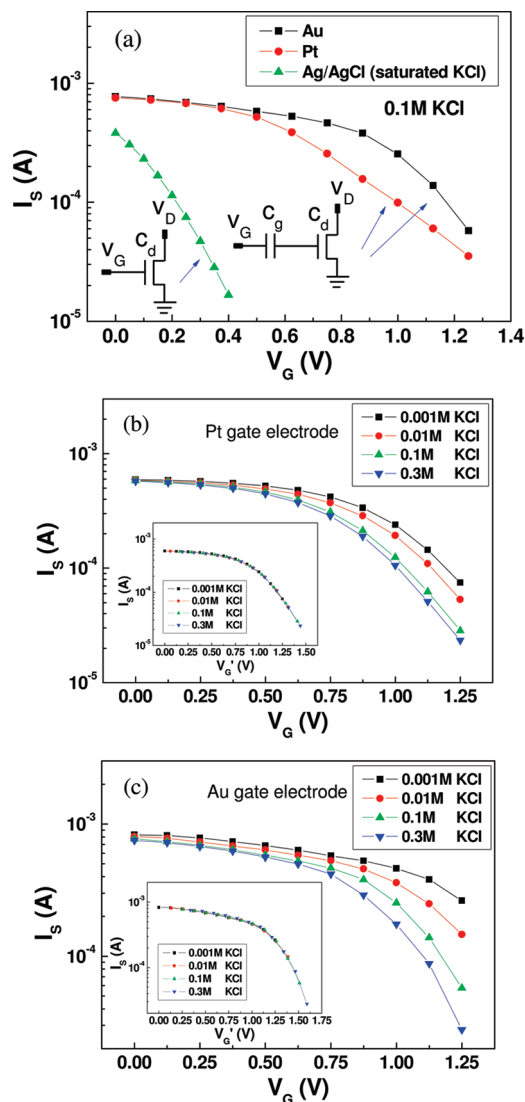 (a)
Au
Pt
Ag/AgCl (saturated KCl)
0.1M KCl
10⁻³
10⁻⁴
10⁻⁵
I_S (A)
V_G
C_d
V_D
V_G
C_g
C_d
V_D
0.0 0.2 0.4 0.6 0.8 1.0 1.2 1.4
V_G (V)
(b)
Pt gate electrode
0.001M KCl
0.01M KCl
0.1M KCl
0.3M KCl
10⁻³
10⁻⁴
10⁻⁵
I_S (A)
10⁻³
10⁻⁴
10⁻⁵
I_S (A)
0.001M KCl
0.01M KCl
0.1M KCl
0.3M KCl
0.00 0.25 0.50 0.75 1.00 1.25 1.50
V_G' (V)
0.00 0.25 0.50 0.75 1.00 1.25
V_G (V)
(c)
Au gate electrode
0.001M KCl
0.01M KCl
0.1M KCl
0.3M KCl
10⁻³
10⁻⁴
I_S (A)
10⁻³
10⁻⁴
I_S (A)
0.001M KCl
0.01M KCl
0.1M KCl
0.3M KCl
0.00 0.25 0.50 0.75 1.00 1.25 1.50 1.75
V_G' (V)
0.00 0.25 0.50 0.75 1.00 1.25
V_G (V)